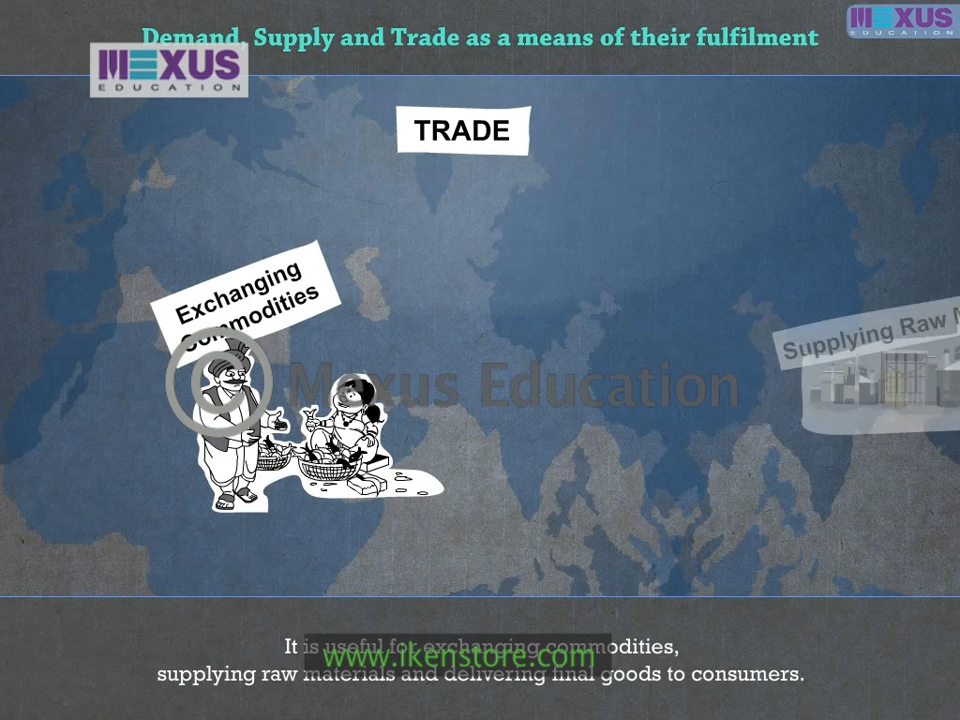 Demand, Supply and Trade as a means of their fulfilment
MEXUS
EDUCATION
MEXUS
EDUCATION
TRADE
Exchanging
Commodities
Supplying Raw
© Mexus Education
It is useful for exchanging commodities,
www.ikenstore.com
supplying raw materials and delivering final goods to consumers.